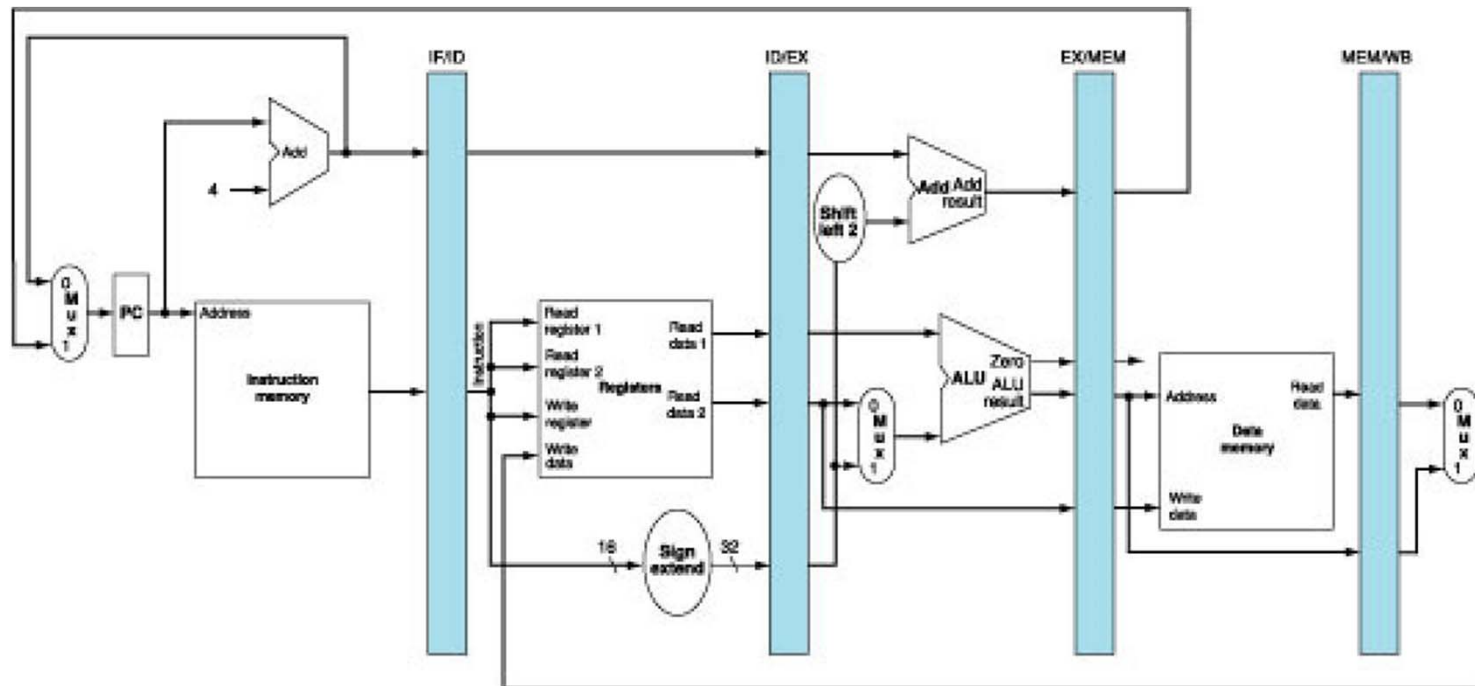 IF/ID
ID/EX
EX/MEM
MEM/WB
Add
4
Shift
left 2
Add
Add
result
0
M
u
x
1
PC
Address
Instruction
memory
Instruction
Read
register 1
Read
register 2
Write
register
Write
data
Registers
Read
data 1
Read
data 2
0
M
u
x
1
Zero
ALU
ALU
result
Address
Read
data
Data
memory
Write
data
0
M
u
x
1
16
Sign
extend
32